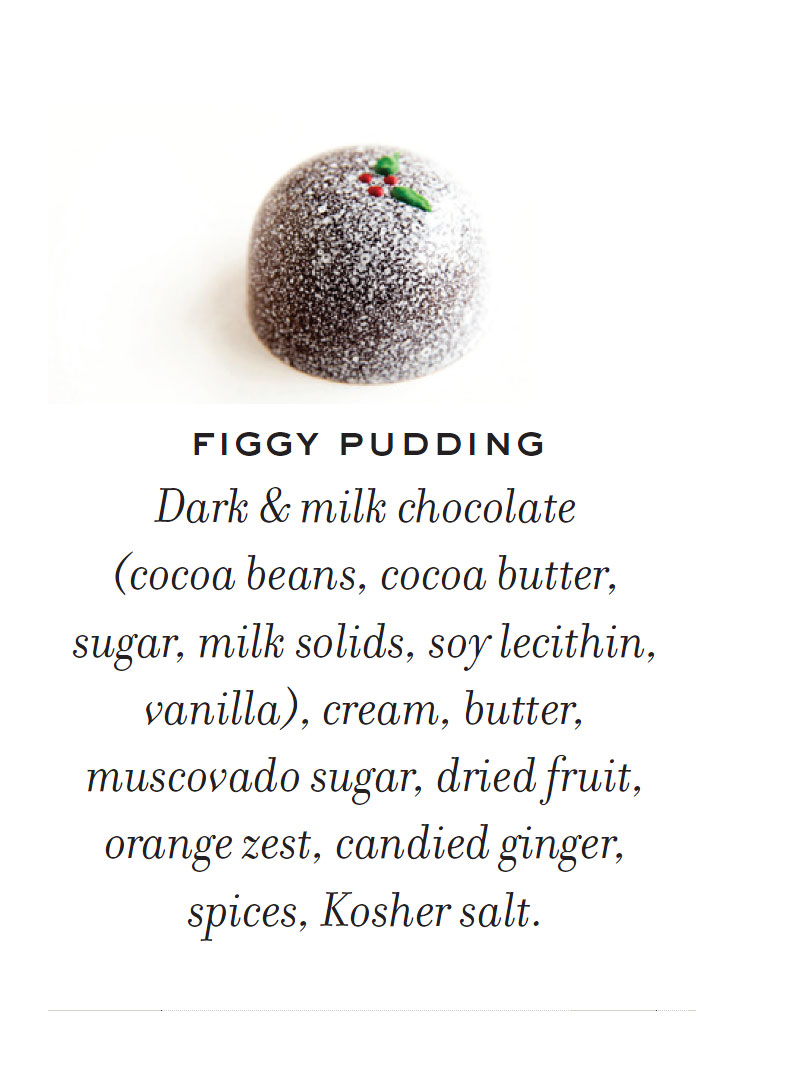 FIGGY PUDDING
Dark & milk chocolate
(cocoa beans, cocoa butter,
sugar, milk solids, soy lecithin,
vanilla), cream, butter,
muscovado sugar, dried fruit,
orange zest, candied ginger,
spices, Kosher salt.